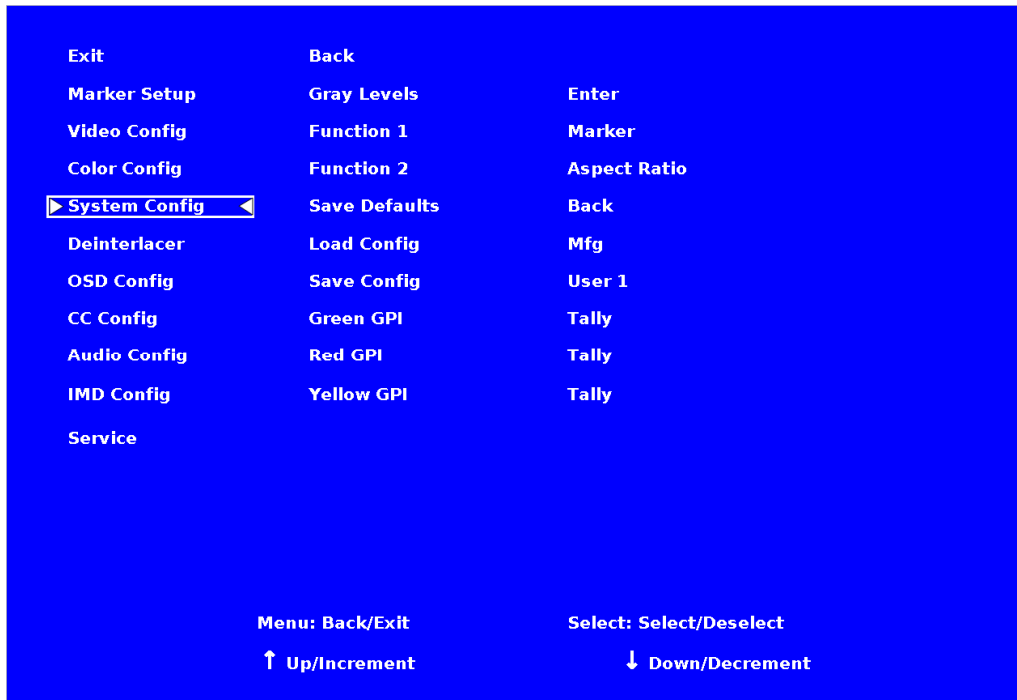 Exit Back
Marker Setup Gray Levels Enter
Video Config Function 1 Marker
Color Config Function 2 Aspect Ratio
System Config Save Defaults Back
Deinterlacer Load Config Mfg
OSD Config Save Config User 1
CC Config Green GPI Tally
Audio Config Red GPI Tally
IMD Config Yellow GPI Tally
Service
Menu: Back/Exit Select: Select/Deselect
↑ Up/Increment ↓ Down/Decrement